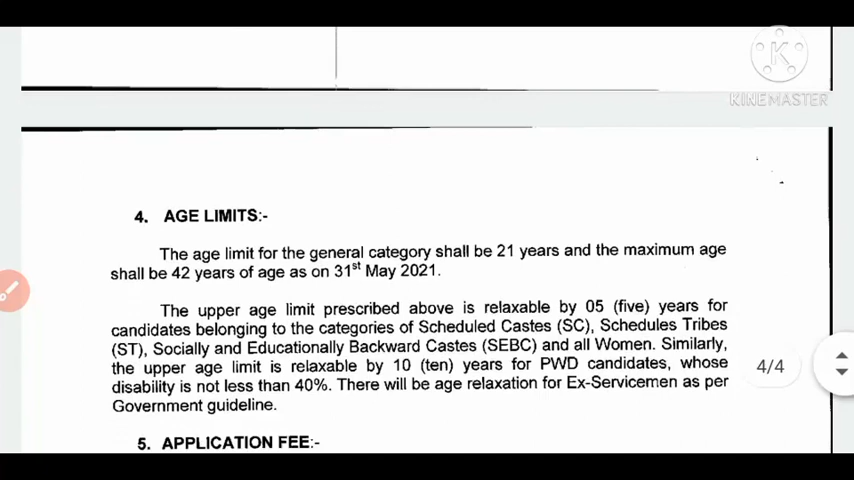 KINEMASTER
4. AGE LIMITS:-
The age limit for the general category shall be 21 years and the maximum age
shall be 42 years of age as on 31st May 2021.
The upper age limit prescribed above is relaxable by 05 (five) years for
candidates belonging to the categories of Scheduled Castes (SC), Schedules Tribes
(ST), Socially and Educationally Backward Castes (SEBC) and all Women. Similarly,
the upper age limit is relaxable by 10 (ten) years for PWD candidates, whose
disability is not less than 40%. There will be age relaxation for Ex-Servicemen as per
Government guideline.
4/4
5. APPLICATION FEE:-